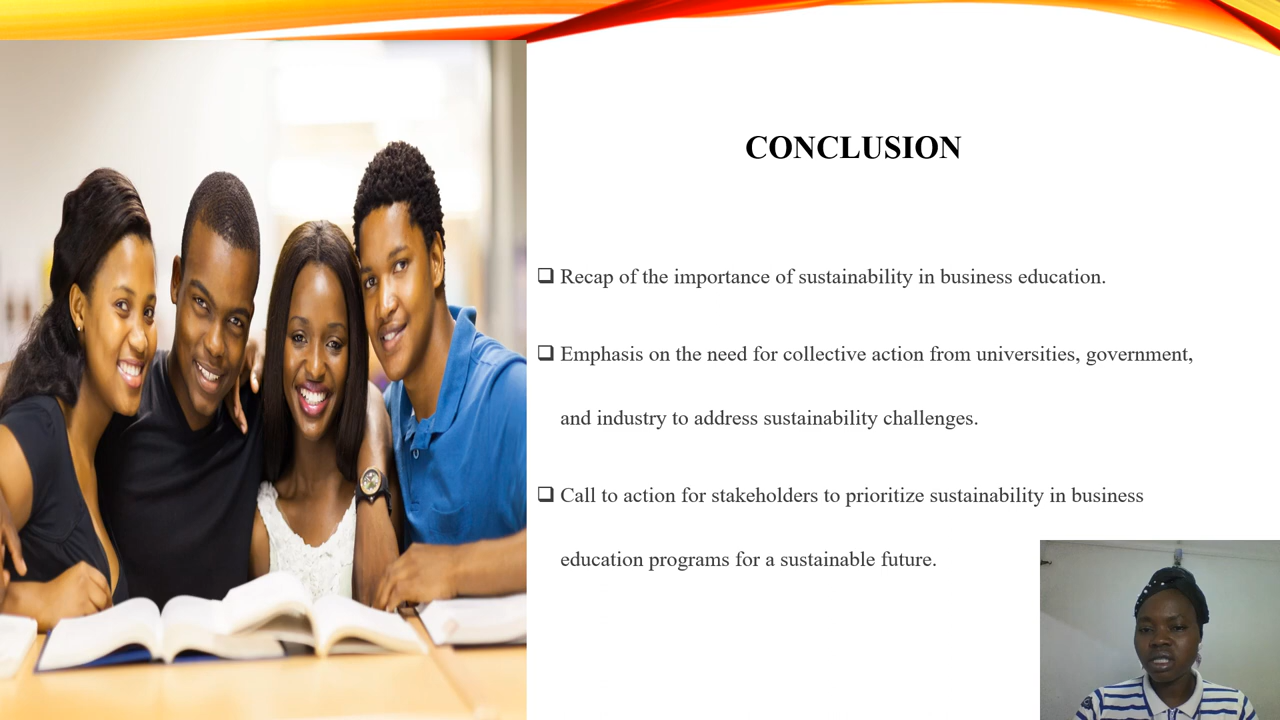 CONCLUSION
❑ Recap of the importance of sustainability in business education.
❑ Emphasis on the need for collective action from universities, government,
and industry to address sustainability challenges.
❑ Call to action for stakeholders to prioritize sustainability in business
education programs for a sustainable future.